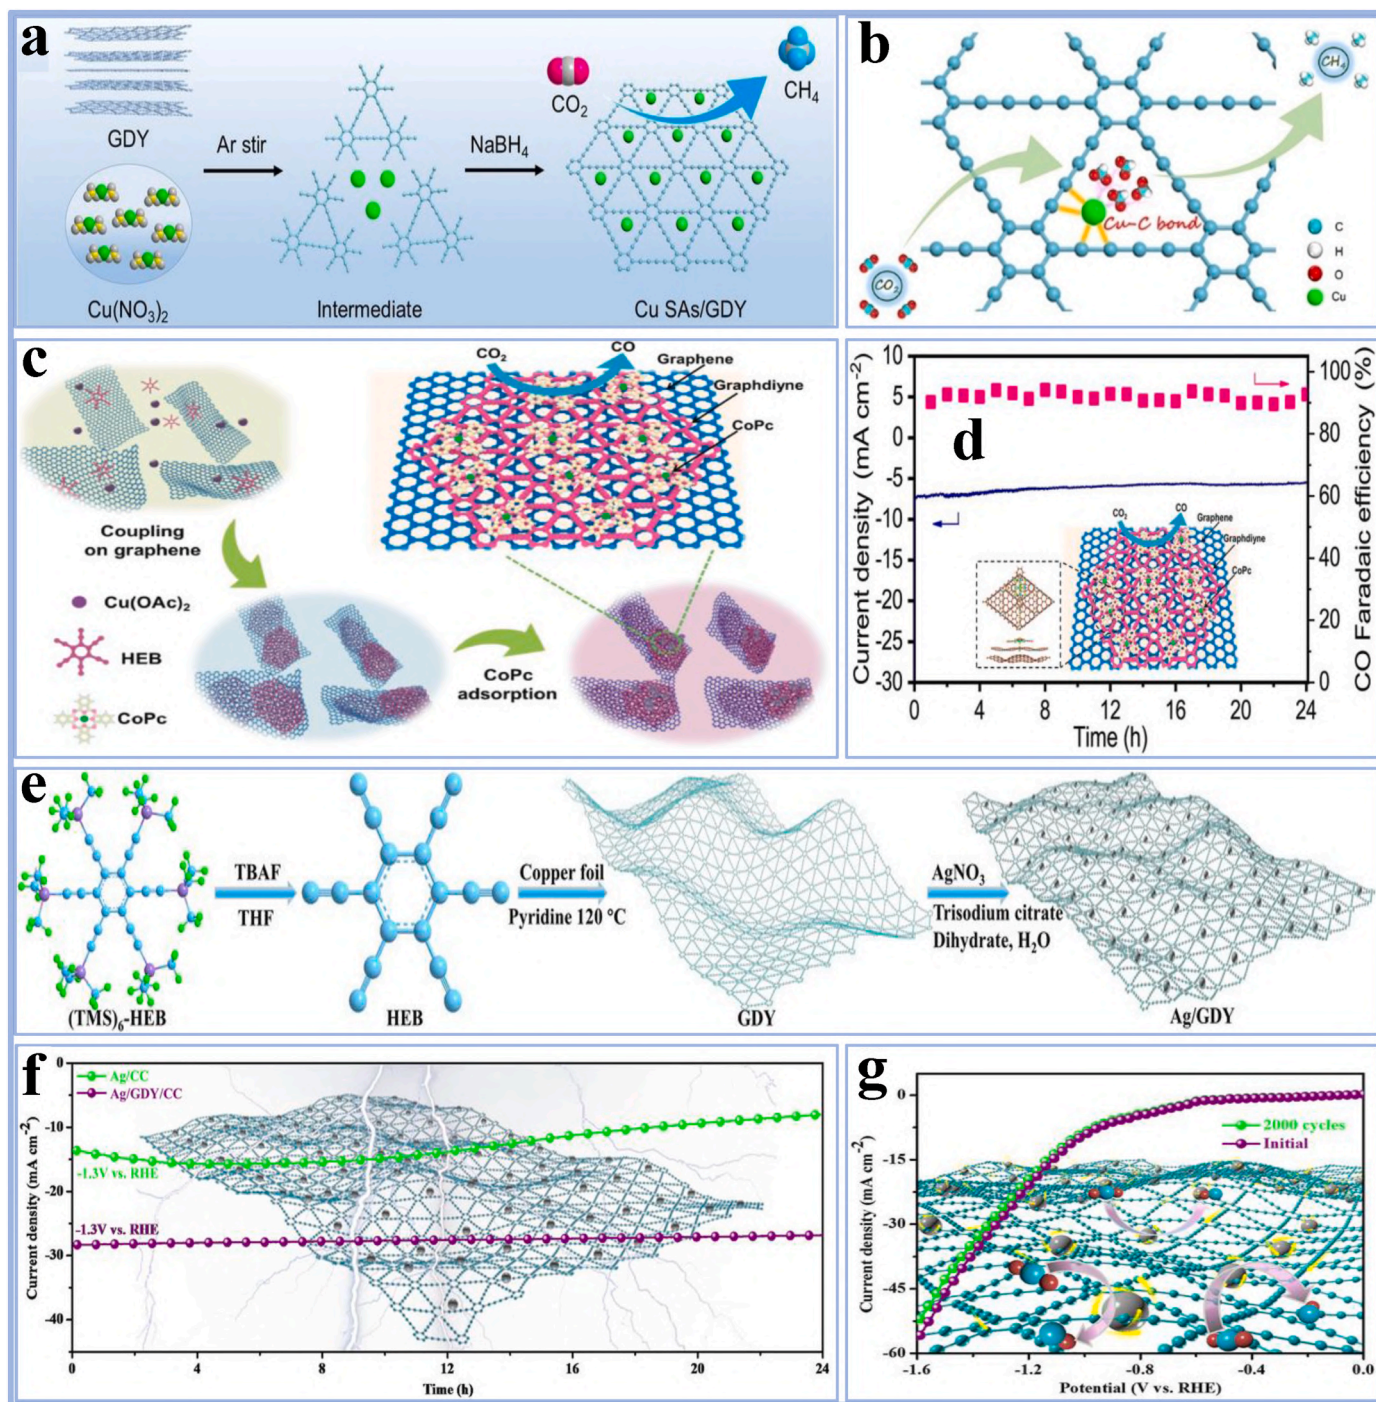 a
GDY
Cu(NO3)2
Ar stir
Intermediate
NaBH4
CO2
CH4
Cu SAs/GDY
b
CH4
Cu-C bond
CO2
C
H
O
Cu
c
Coupling
on graphene
Cu(OAc)2
HEB
CoPc
CoPc
adsorption
CO2
CO
Graphene
Graphdiyne
CoPc
d
Current density (mA cm-2)
10
5
0
-5
-10
-15
-20
-25
-30
CO Faradaic efficiency (%)
100
80
60
40
20
0
CO2
CO
Graphene
Graphdiyne
CoPc
0
4
8
12
16
20
24
Time (h)
e
(TMS)6-HEB
TBAF
THF
HEB
Copper foil
Pyridine 120 °C
GDY
AgNO3
Trisodium citrate
Dihydrate, H2O
Ag/GDY
f
Ag/CC
Ag/GDY/CC
-1.3V vs. RHE
-1.3V vs. RHE
Current density (mA cm-2)
0
-10
-20
-30
-40
0
4
8
12
16
20
24
Time (h)
g
2000 cycles
Initial
Current density (mA cm-2)
0
-15
-30
-45
-60
-1.6
-1.2
-0.8
-0.4
0.0
Potential (V vs. RHE)